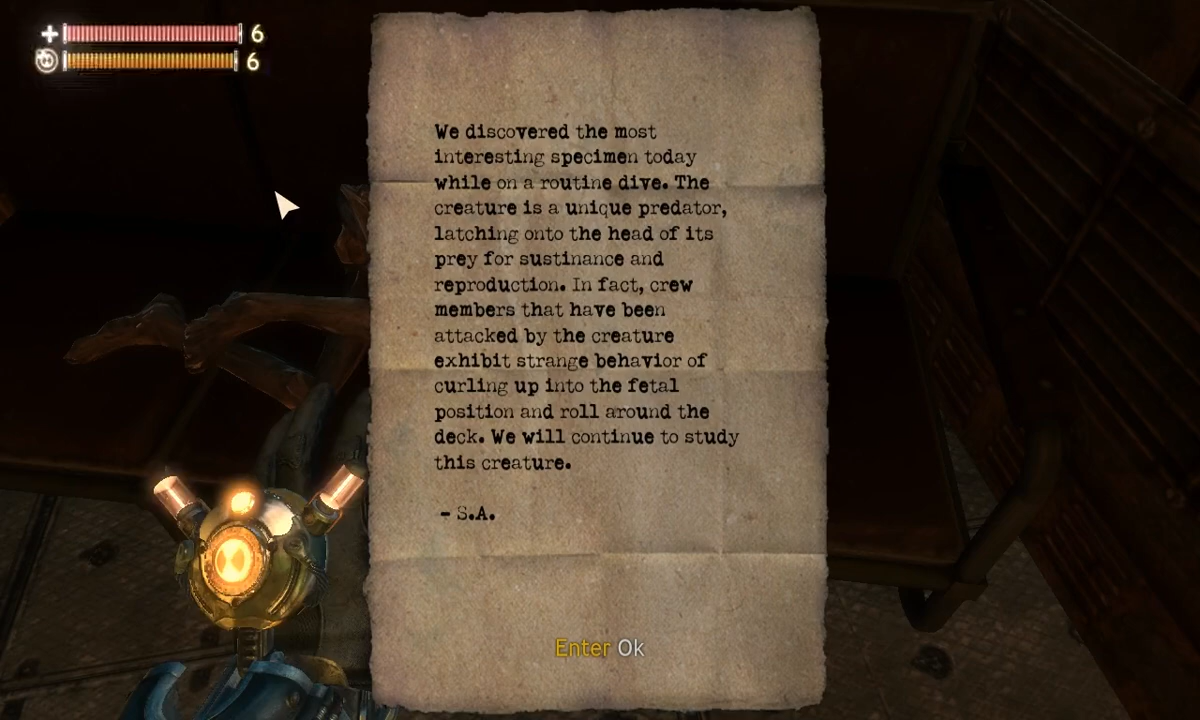 6
6
We discovered the most
interesting specimen today
while on a routine dive. The
creature is a unique predator,
latching onto the head of its
prey for sustinance and
reproduction. In fact, crew
members that have been
attacked by the creature
exhibit strange behavior of
curling up into the fetal
position and roll around the
deck. We will continue to study
this creature.
- S.A.
Enter Ok